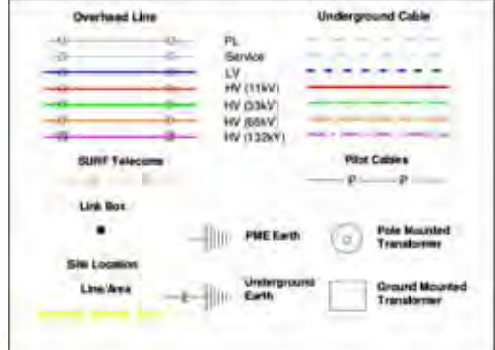 Overhead Line
Underground Cable
PL
Service
LV
HV (11kV)
HV (33kV)
HV (66kV)
HV (132kV)
SURF Telecoms
Pilot Cables
P P
Link Box
PME Earth
Pole Mounted
Transformer
Site Location
Line/Area
Underground
Earth
Ground Mounted
Transformer